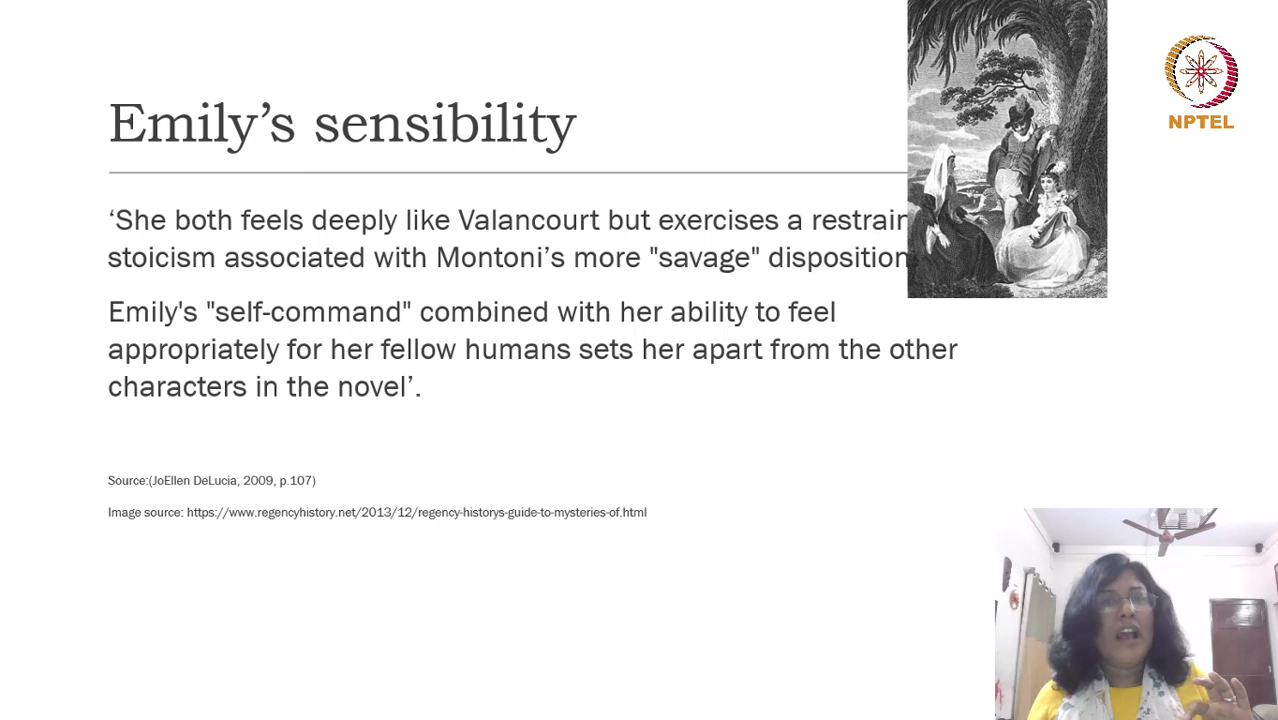 Emily’s sensibility
NPTEL
‘She both feels deeply like Valancourt but exercises a restrain
stoicism associated with Montoni’s more "savage" disposition
Emily's "self-command" combined with her ability to feel
appropriately for her fellow humans sets her apart from the other
characters in the novel’.
Source:(JoEllen DeLucia, 2009, p.107)
Image source: https://www.regencyhistory.net/2013/12/regency-historys-guide-to-mysteries-of.html